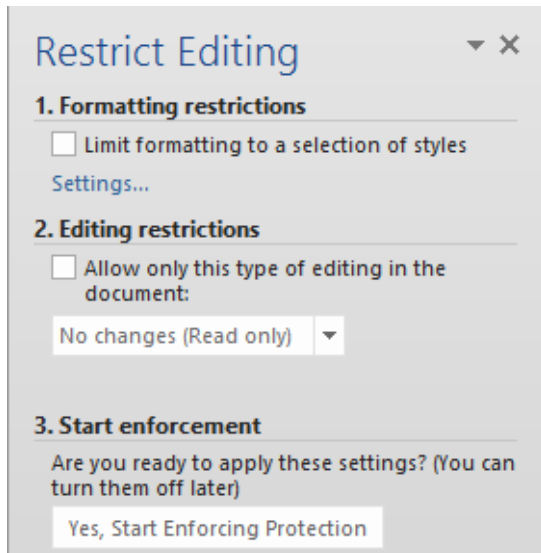 Restrict Editing
1. Formatting restrictions
Limit formatting to a selection of styles
Settings...
2. Editing restrictions
Allow only this type of editing in the
document:
No changes (Read only)
3. Start enforcement
Are you ready to apply these settings? (You can
turn them off later)
Yes, Start Enforcing Protection